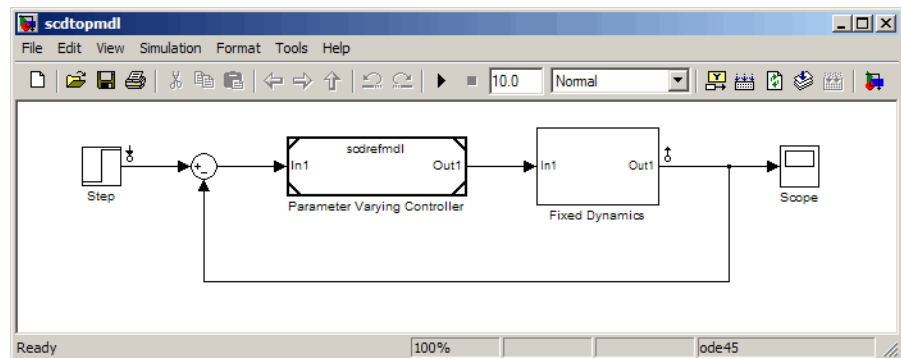 scdtopmdl
File Edit View Simulation Format Tools Help
10.0 Normal
scdrefmdl
In1 Out1
In1 Out1
+
-
Step
Parameter Varying Controller
Fixed Dynamics
Scope
Ready 100% ode45